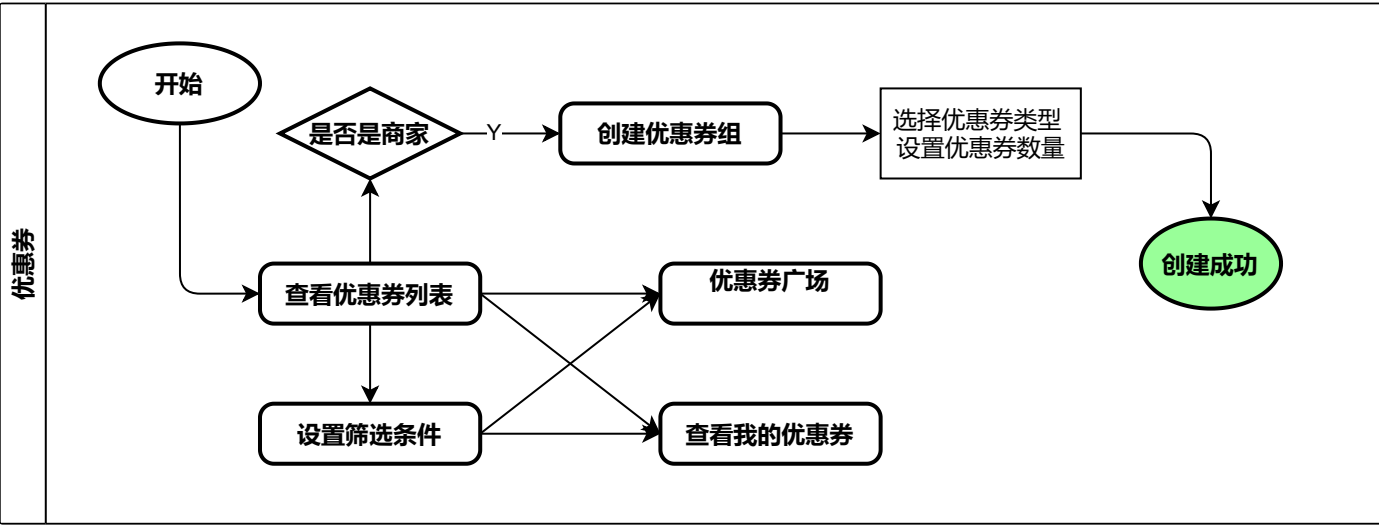 优惠券
开始
是否是商家
Y
创建优惠券组
选择优惠券类型
设置优惠券数量
查看优惠券列表
优惠券广场
创建成功
设置筛选条件
查看我的优惠券